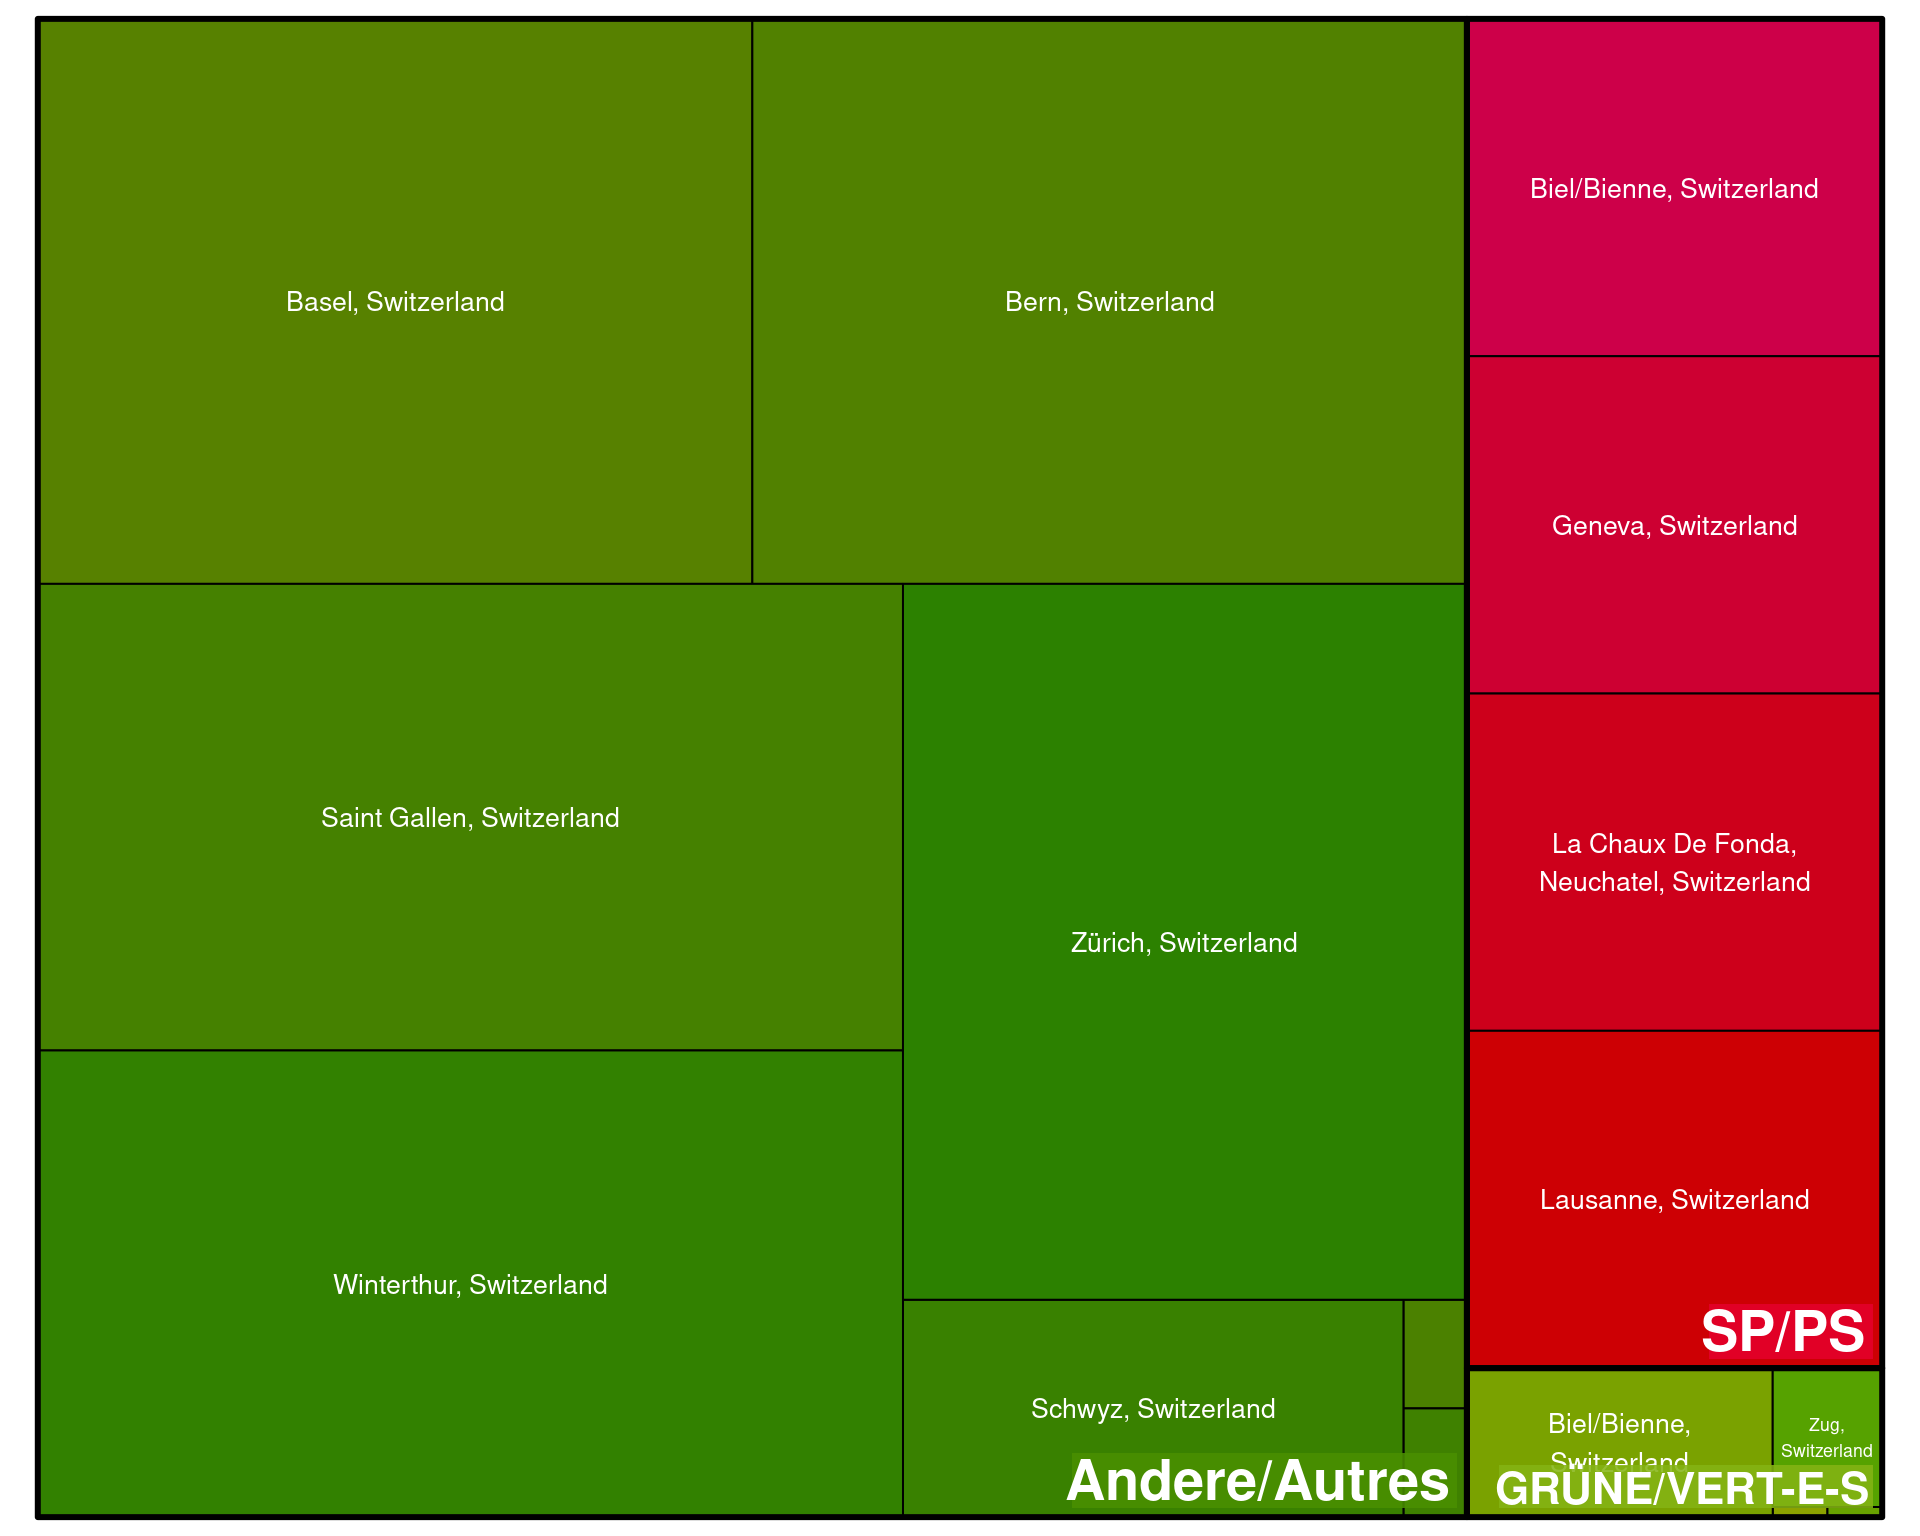 Basel, Switzerland
Bern, Switzerland
Saint Gallen, Switzerland
Zürich, Switzerland
Winterthur, Switzerland
Schwyz, Switzerland
Andere/Autres
Biel/Bienne, Switzerland
Geneva, Switzerland
La Chaux De Fonda,
Neuchatel, Switzerland
Lausanne, Switzerland
SP/PS
Biel/Bienne,
Switzerland
Zug,
Switzerland
GRÜNE/VERT-E-S